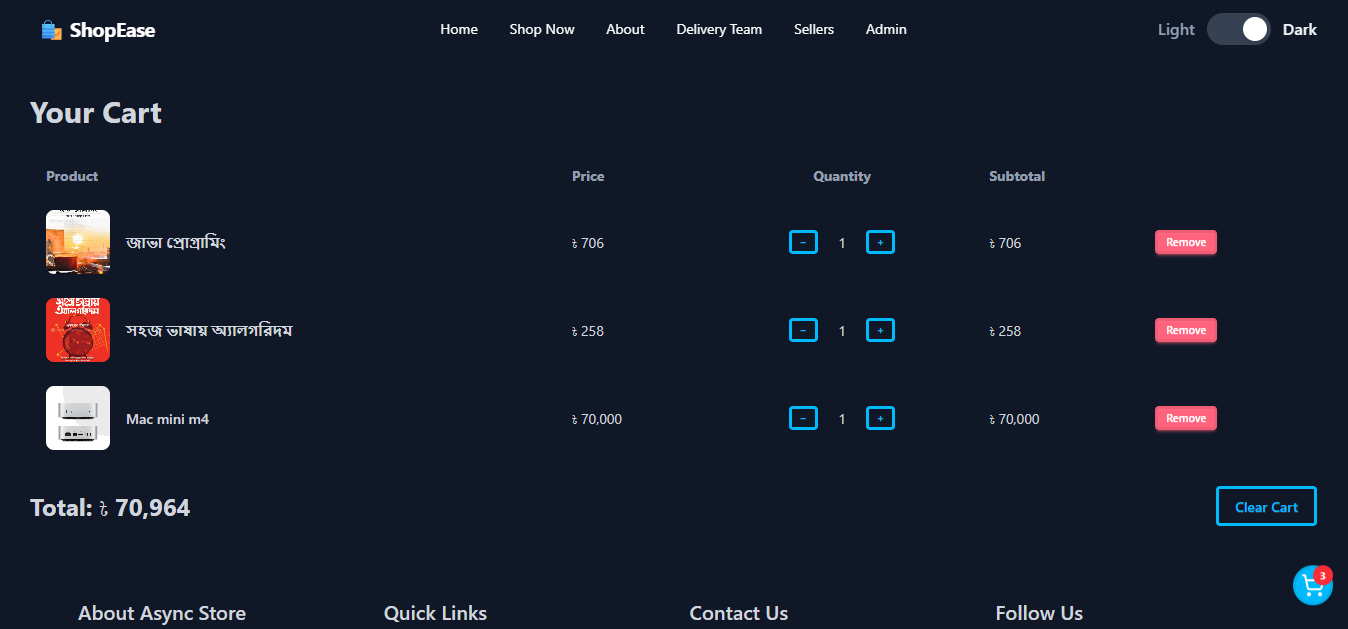 ShopEase
Home
Shop Now
About
Delivery Team
Sellers
Admin
Light
Dark
Your Cart
Product
Price
Quantity
Subtotal
জাভা প্রোগ্রামিং
৳ 706
−
1
+
৳ 706
Remove
সহজ ভাষায় অ্যালগরিদম
৳ 258
−
1
+
৳ 258
Remove
Mac mini m4
৳ 70,000
−
1
+
৳ 70,000
Remove
Total: ৳ 70,964
Clear Cart
3
About Async Store
Quick Links
Contact Us
Follow Us